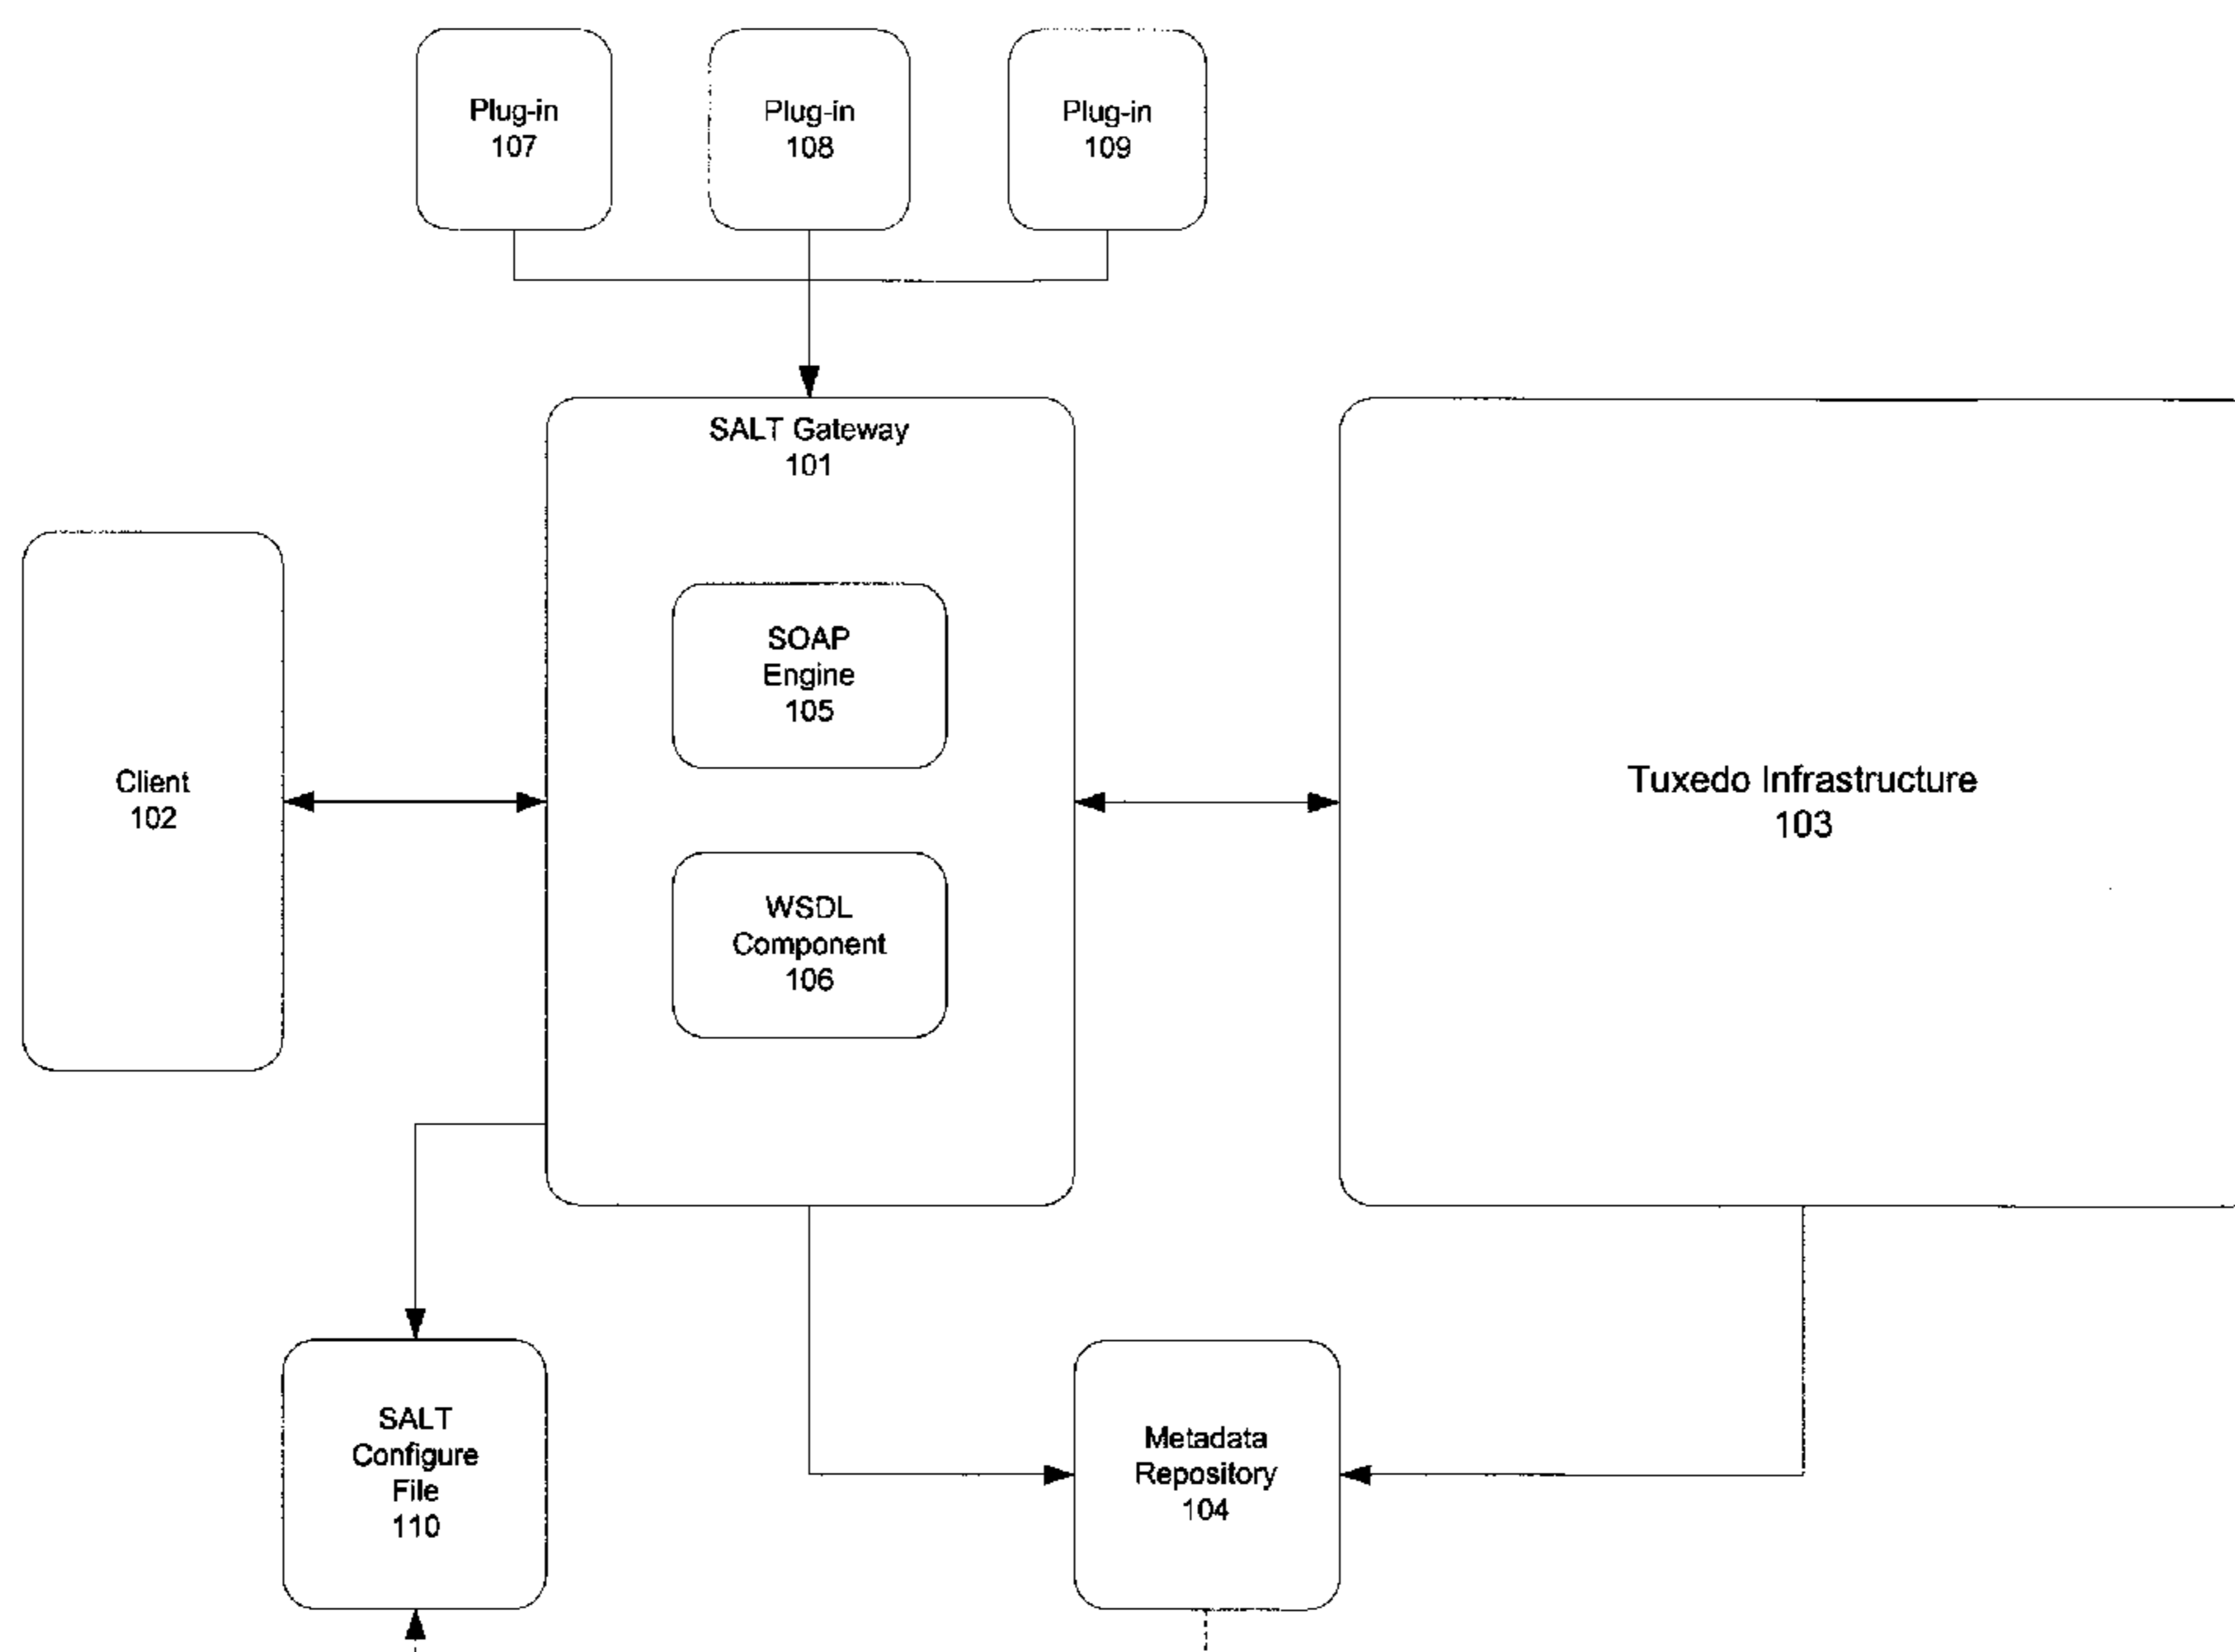 Plug-in
107
Plug-in
108
Plug-in
109
SALT Gateway
101
SOAP
Engine
105
Client
102
Tuxedo Infrastructure
103
WSDL
Component
106
SALT
Configure
File
110
Metadata
Repository
104